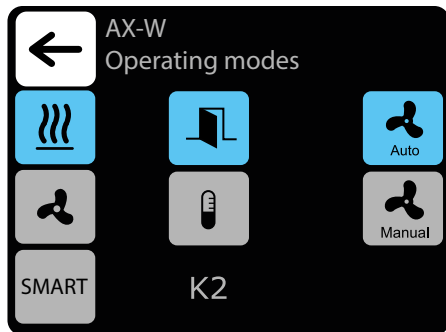 AX-W
Operating modes
Auto
Manual
SMART
K2